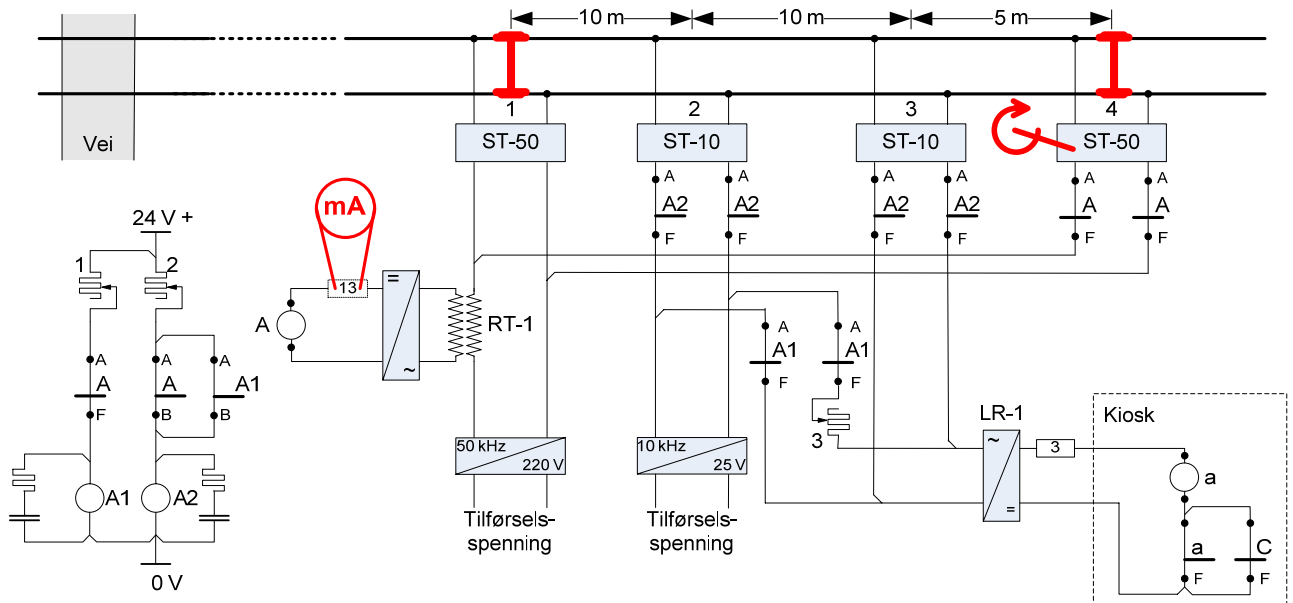 10 m
10 m
5 m
Vei
1
2
3
4
ST-50
ST-10
ST-10
ST-50
A
A
A
A
A
A
A2
A2
A2
A2
A
A
F
F
F
F
F
F
mA
24 V +
1
2
13
=
~
A
RT-1
A
A
A1
A1
F
F
3
A
A
A
A
A
A1
F
B
B
LR-1
~
=
3
Kiosk
a
50 kHz
220 V
10 kHz
25 V
A1
A2
Tilførsels-
spenning
Tilførsels-
spenning
a
C
F
F
0 V